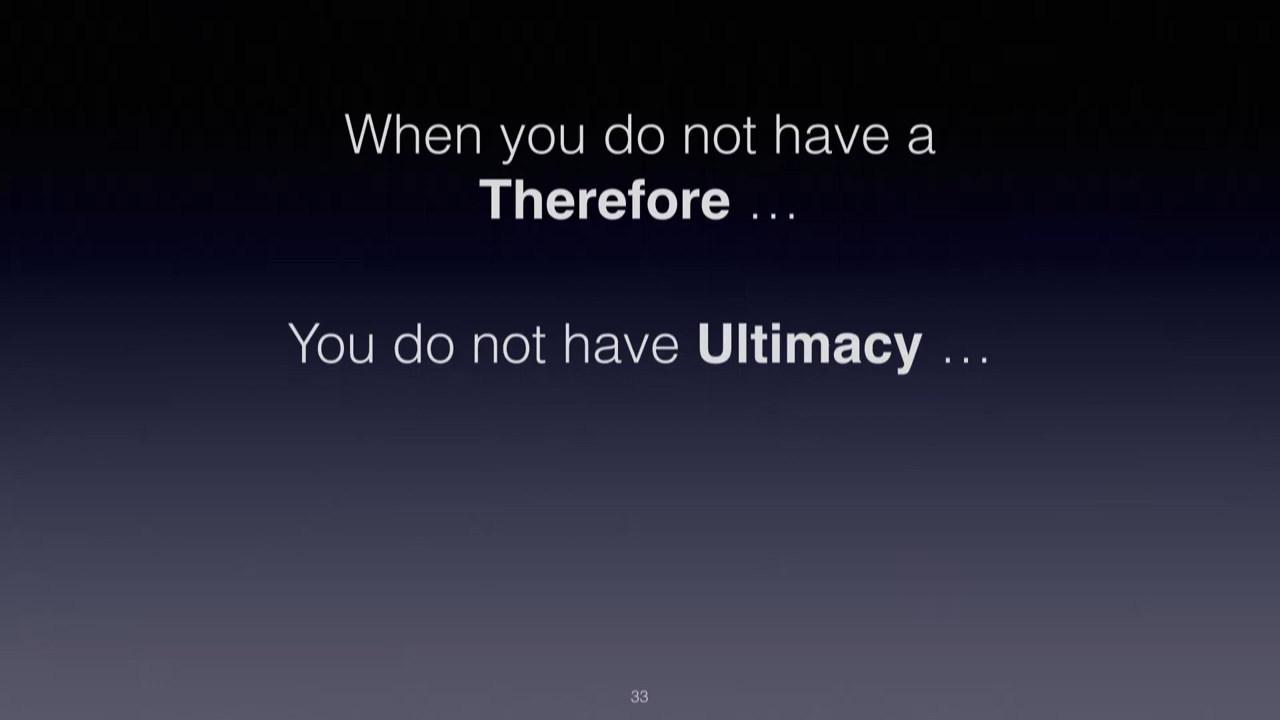 When you do not have a
Therefore …
You do not have Ultimacy …
33